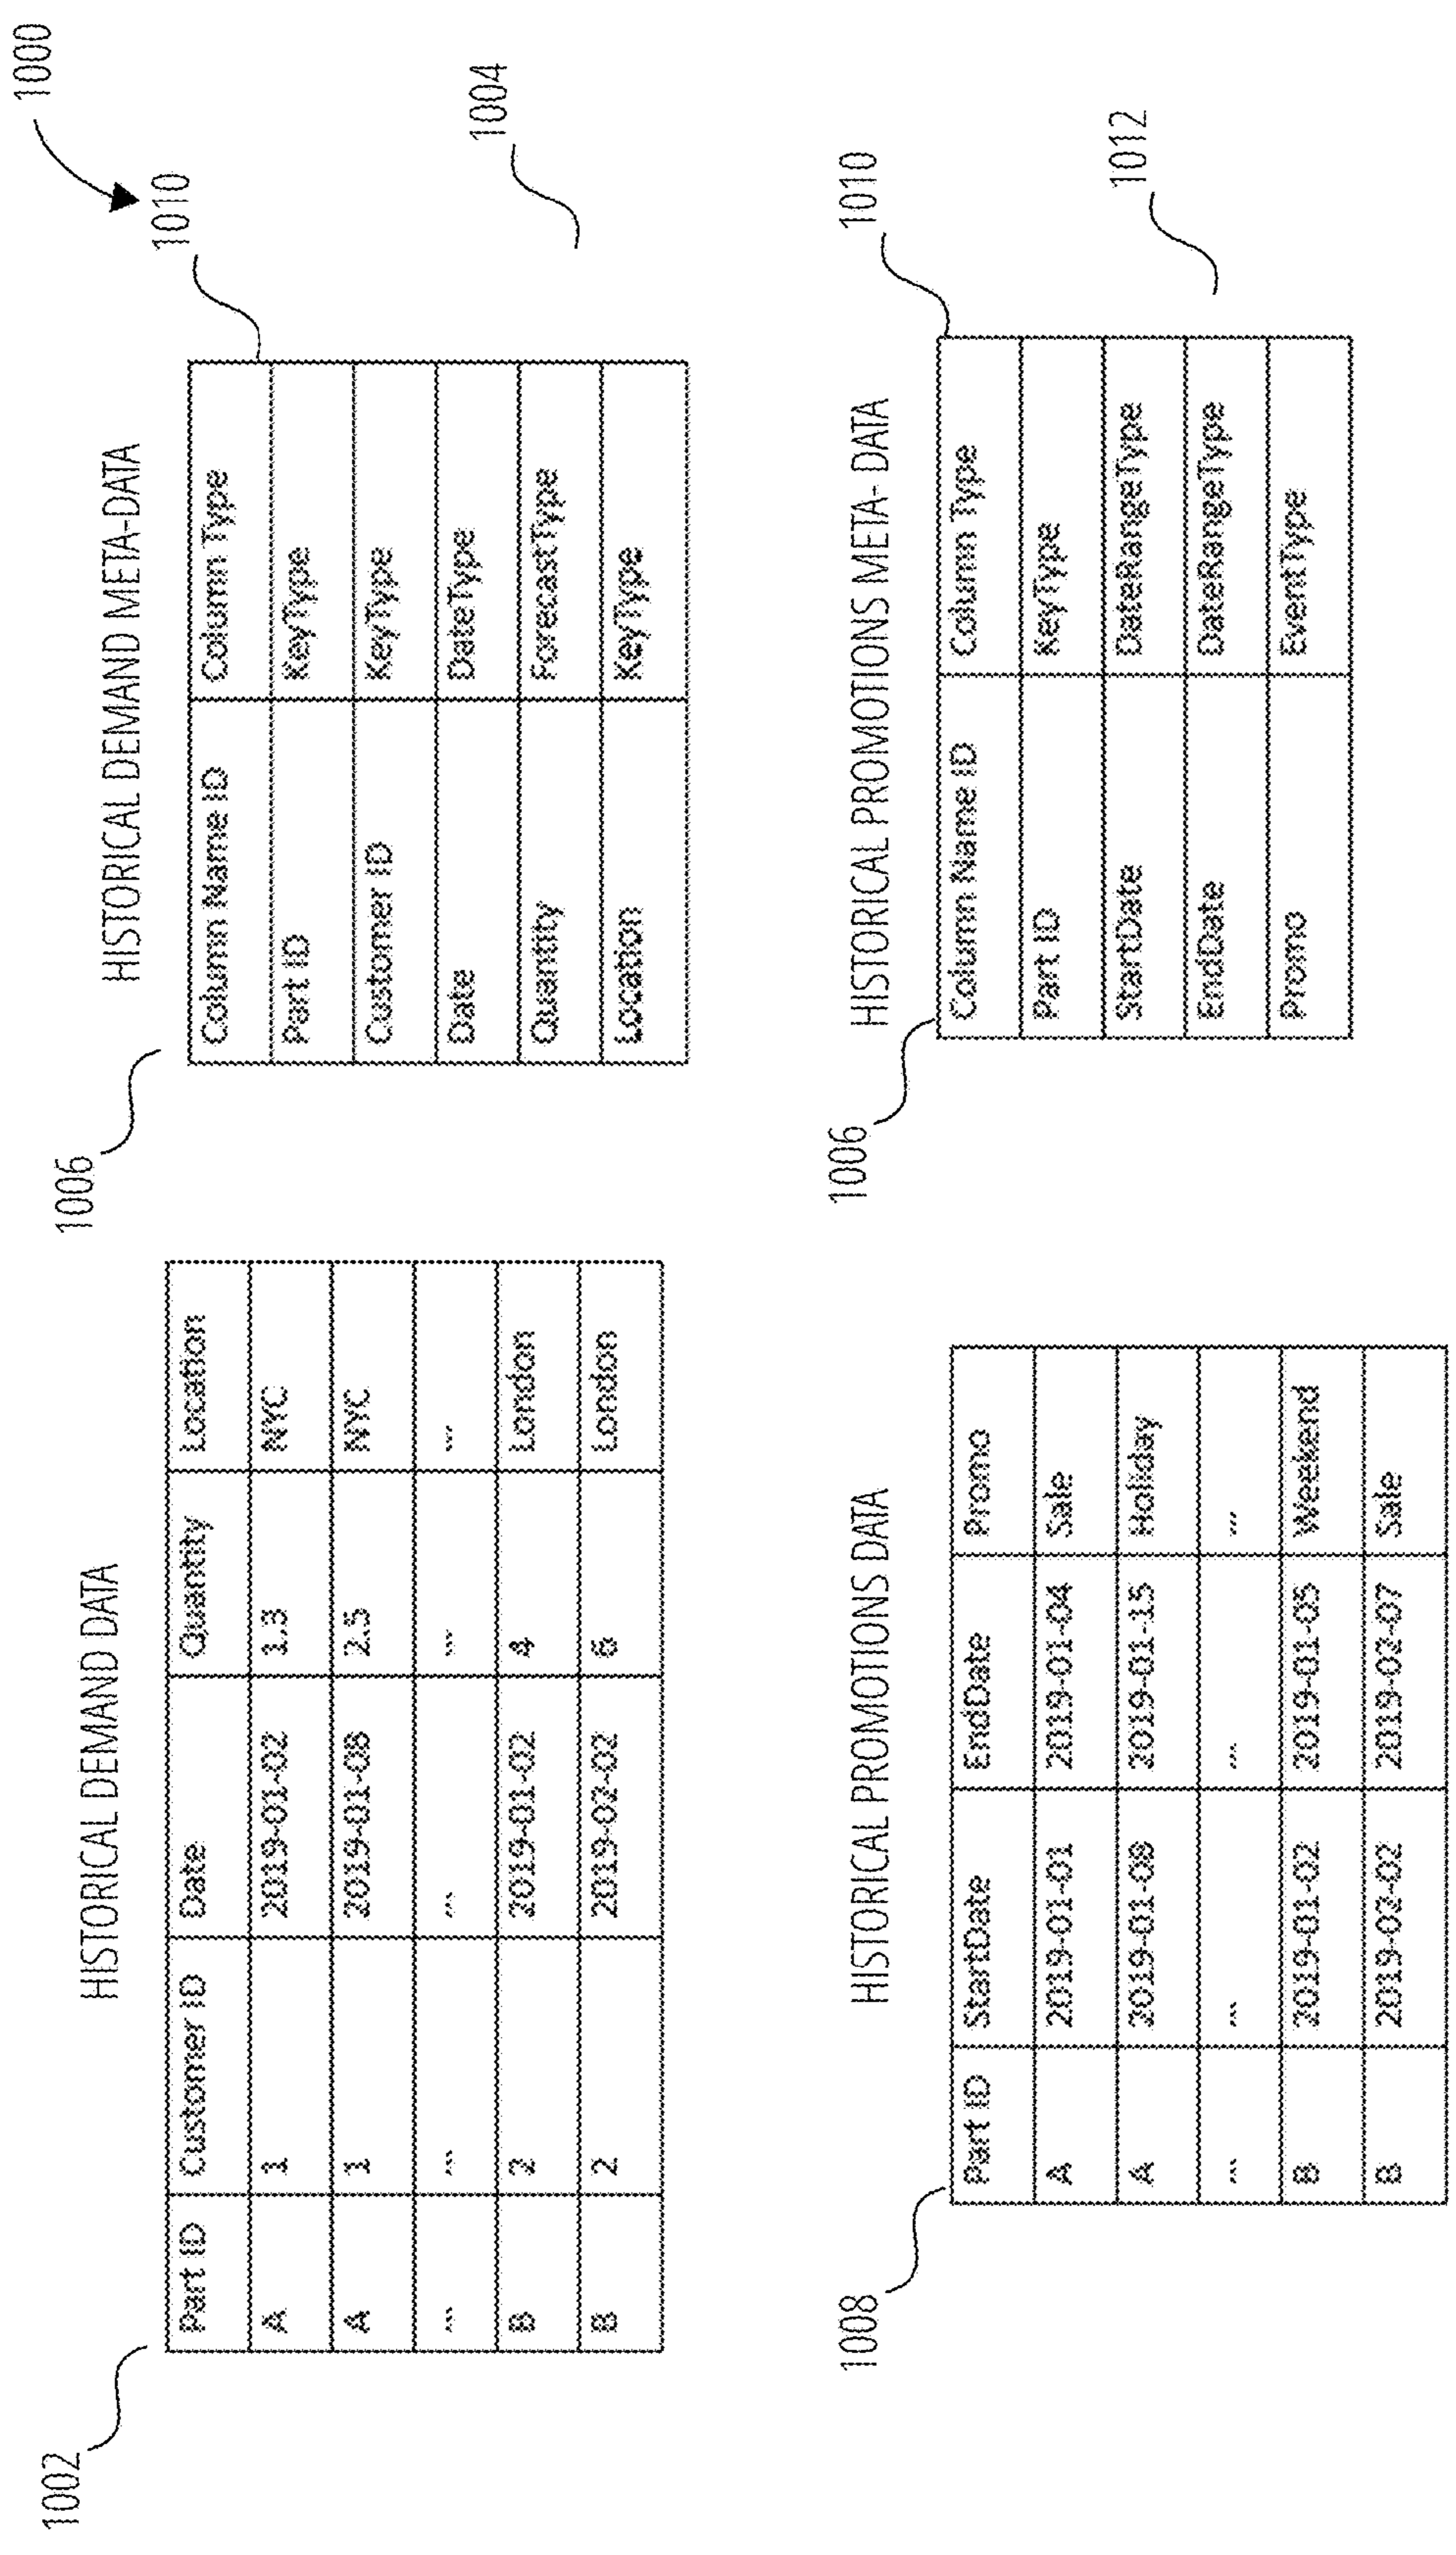 1000
HISTORICAL DEMAND DATA
1002
Part ID Customer ID Date Quantity Location
A 1 2019-01-02 1.3 NYC
A 1 2019-01-08 2.5 NYC
... ... ... ... ...
B 2 2019-01-02 4 London
B 2 2019-02-02 6 London
HISTORICAL DEMAND META-DATA
1006
1010
1004
Column Name ID Column Type
Part ID KeyType
Customer ID KeyType
Date DateType
Quantity ForecastType
Location KeyType
HISTORICAL PROMOTIONS DATA
1008
Part ID StartDate EndDate Promo
A 2019-01-01 2019-01-04 Sale
A 2019-01-08 2019-01-15 Holiday
... ... ... ...
B 2019-01-02 2019-01-05 Weekend
B 2019-02-02 2019-02-07 Sale
HISTORICAL PROMOTIONS META- DATA
1006
1010
1012
Column Name ID Column Type
Part ID KeyType
StartDate DateRangeType
EndDate DateRangeType
Promo EventType